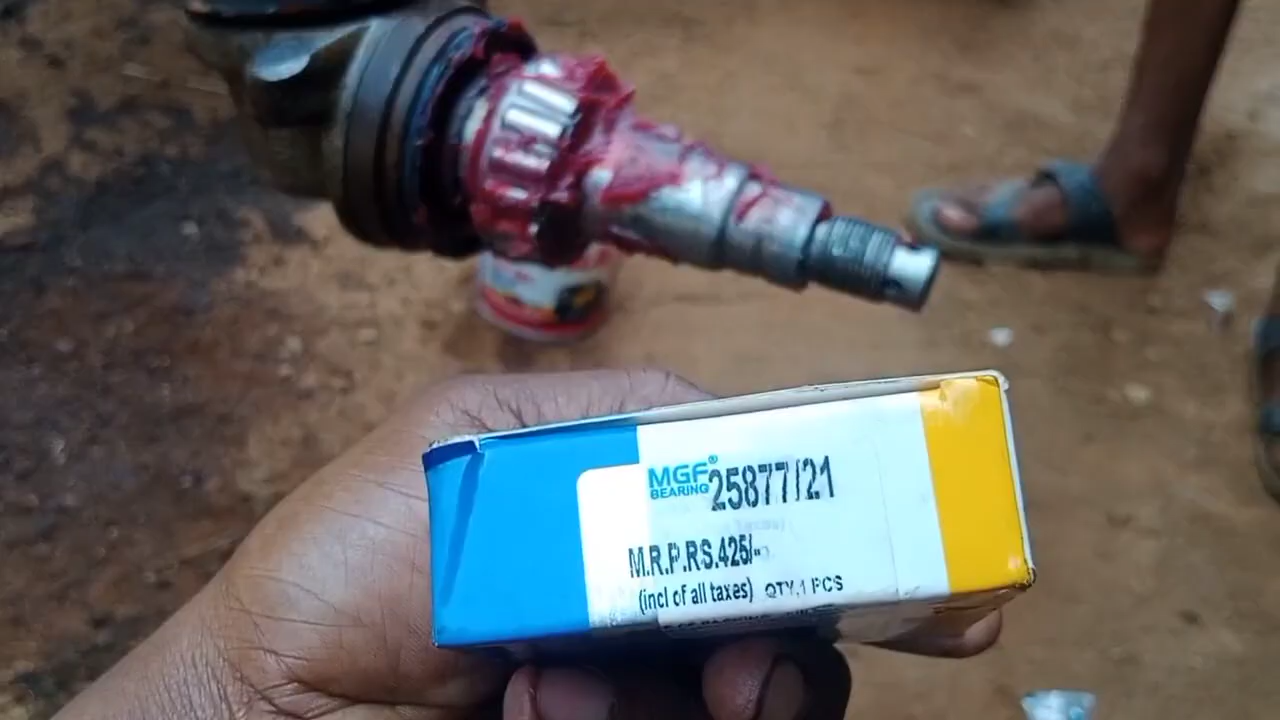 MGF® 25877/21
BEARING
M.R.P.RS.425/-
(incl of all taxes) QTY.1 PCS